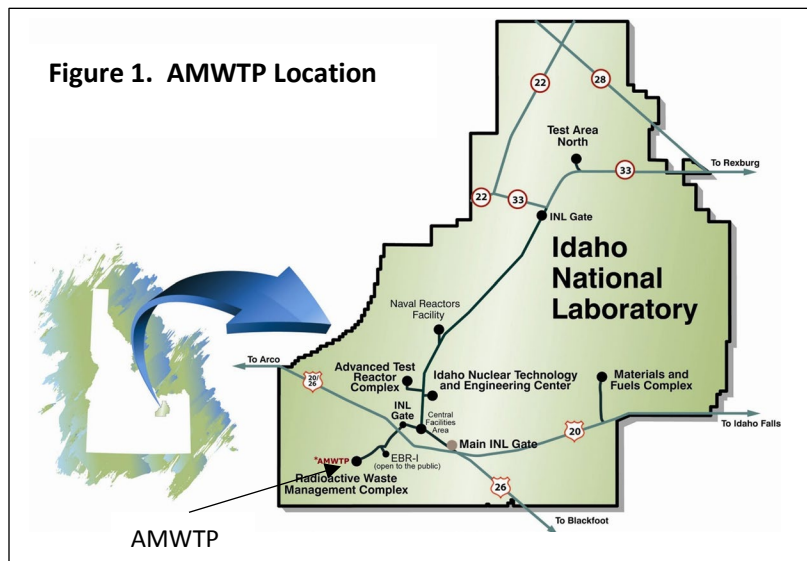 Figure 1.  AMWTP Location
22
28
Test Area
North
To Rexburg
33
22
33
INL Gate
Idaho
National
Laboratory
Naval Reactors
Facility
To Arco
20/
26
Advanced Test
Reactor
Complex
Idaho Nuclear Technology
and Engineering Center
Materials and
Fuels Complex
INL
Gate
Central
Facilities
Area
Main INL Gate
20
To Idaho Falls
*AMWTP
EBR-I
(open to the public)
Radioactive Waste
Management Complex
26
To Blackfoot
AMWTP